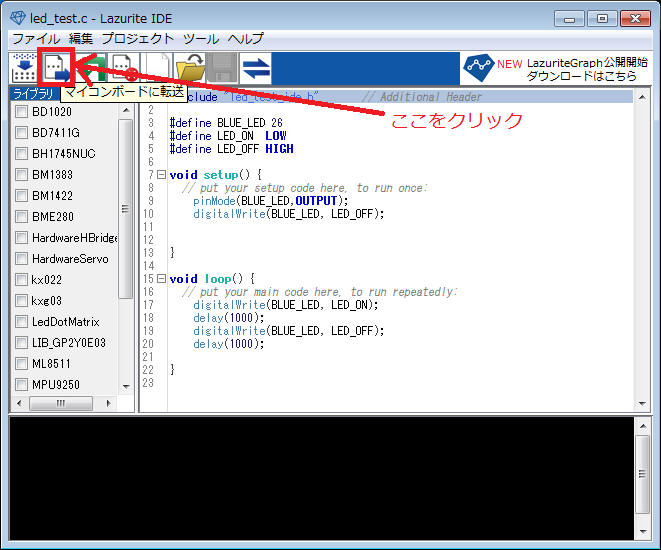 led_test.c - Lazurite IDE
ファイル 編集 プロジェクト ツール ヘルプ
NEW LazuriteGraph公開開始
ダウンロードはこちら
ライブラリ
マイコンボードに転送
ここをクリック
BD1020
BD7411G
BH1745NUC
BM1383
BM1422
BME280
HardwareHBridge
HardwareServo
kx022
kxg03
LedDotMatrix
LIB_GP2Y0E03
ML8511
MPU9250
clude "led_test_ide.h" // Additional Header
2
3 #define BLUE_LED 26
4 #define LED_ON LOW
5 #define LED_OFF HIGH
6
7 void setup() {
8 // put your setup code here, to run once:
9 pinMode(BLUE_LED,OUTPUT);
10 digitalWrite(BLUE_LED, LED_OFF);
11
12
13 }
14
15 void loop() {
16 // put your main code here, to run repeatedly:
17 digitalWrite(BLUE_LED, LED_ON);
18 delay(1000);
19 digitalWrite(BLUE_LED, LED_OFF);
20 delay(1000);
21
22 }
23